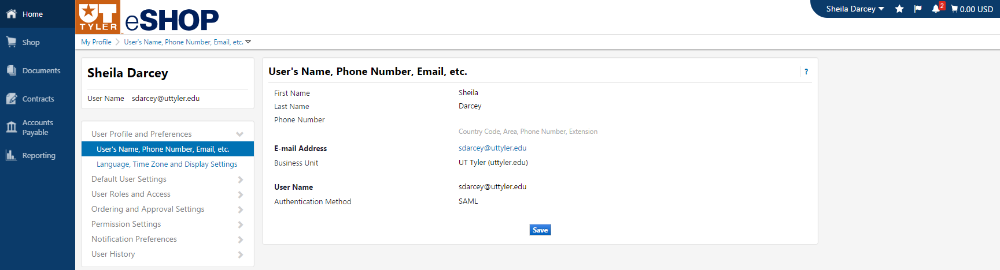 Home
Shop
Documents
Contracts
Accounts
Payable
Reporting
UT
TYLER
eSHOP
Sheila Darcey
2
0.00 USD
My Profile
User's Name, Phone Number, Email, etc.
Sheila Darcey
User Name sdarcey@uttyler.edu
User Profile and Preferences
User's Name, Phone Number, Email, etc.
Language, Time Zone and Display Settings
Default User Settings
User Roles and Access
Ordering and Approval Settings
Permission Settings
Notification Preferences
User History
User's Name, Phone Number, Email, etc.
?
First Name Sheila
Last Name Darcey
Phone Number
Country Code, Area, Phone Number, Extension
E-mail Address sdarcey@uttyler.edu
Business Unit UT Tyler (uttyler.edu)
User Name sdarcey@uttyler.edu
Authentication Method SAML
Save